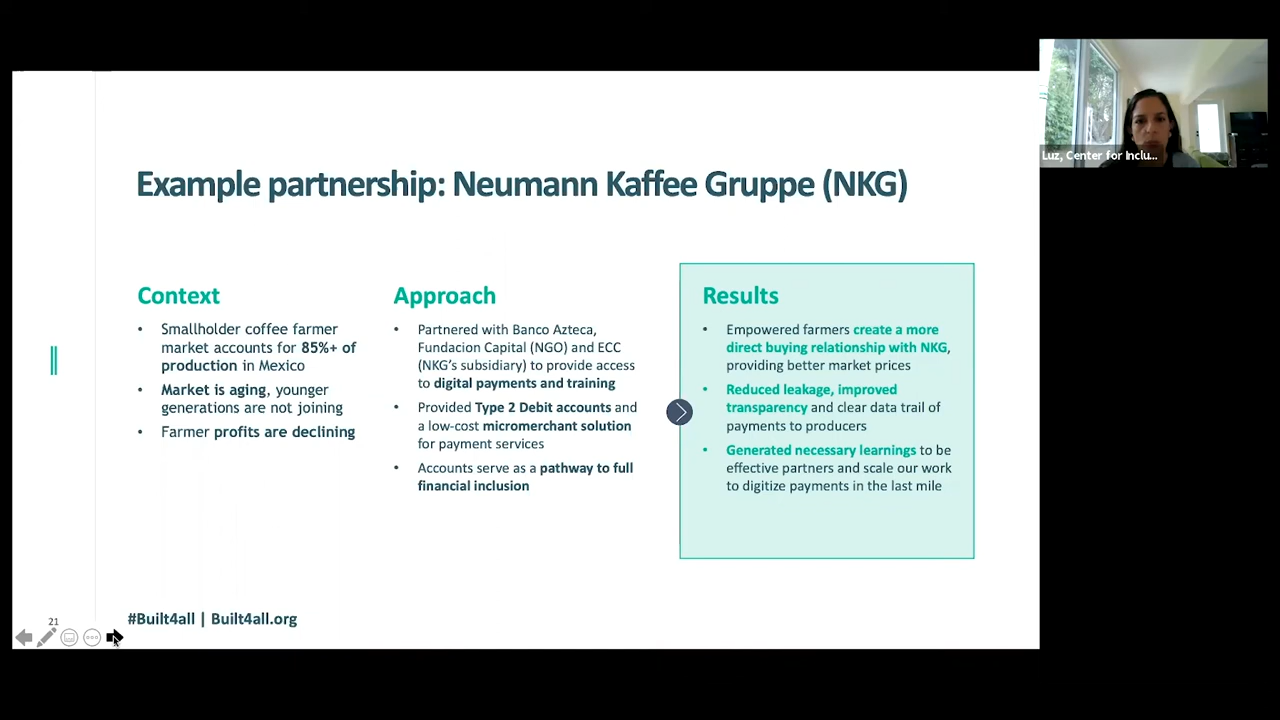 Example partnership: Neumann Kaffee Gruppe (NKG)
Context
• Smallholder coffee farmer
market accounts for 85%+ of
production in Mexico
• Market is aging, younger
generations are not joining
• Farmer profits are declining
Approach
• Partnered with Banco Azteca,
Fundacion Capital (NGO) and ECC
(NKG's subsidiary) to provide access
to digital payments and training
• Provided Type 2 Debit accounts and
a low-cost micromerchant solution
for payment services
• Accounts serve as a pathway to full
financial inclusion
Results
• Empowered farmers create a more
direct buying relationship with NKG,
providing better market prices
• Reduced leakage, improved
transparency and clear data trail of
payments to producers
• Generated necessary learnings to be
effective partners and scale our work
to digitize payments in the last mile
21
#Built4all | Built4all.org
Luz, Center for Inclu...